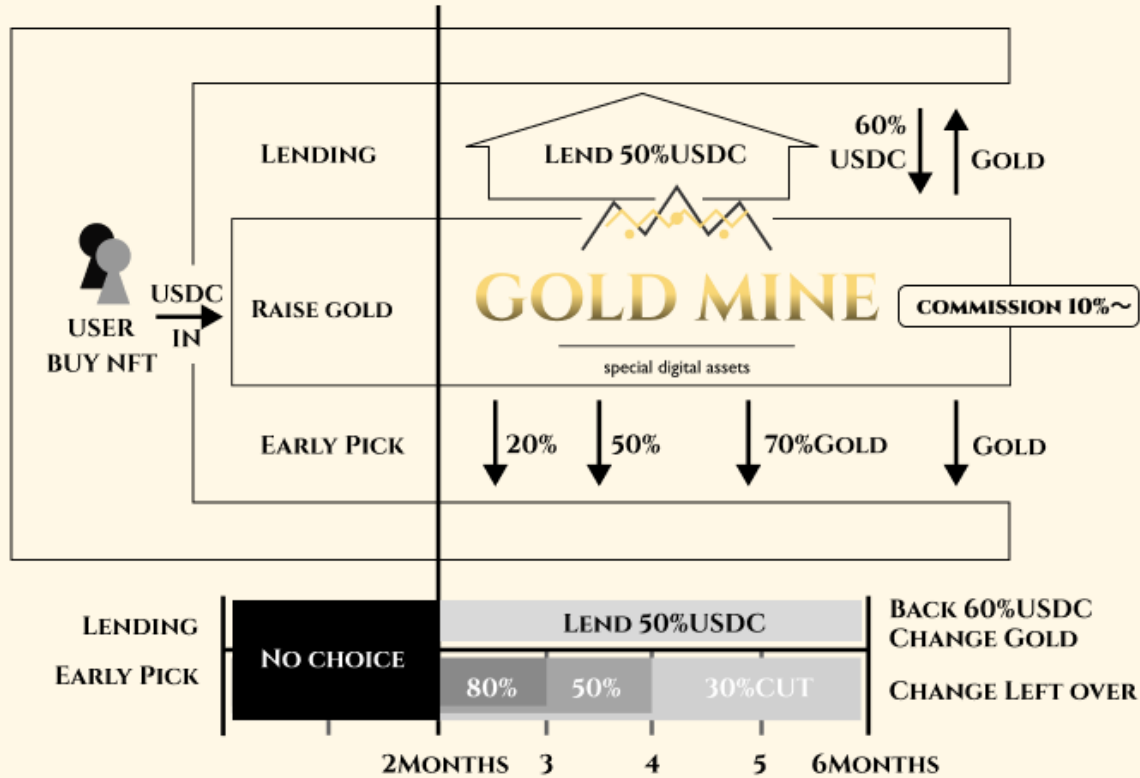 LENDING
LEND 50%USDC
60%
USDC
GOLD
USER
BUY NFT
USDC
IN
RAISE GOLD
GOLD MINE
special digital assets
COMMISSION 10%～
EARLY PICK
20%
50%
70%GOLD
GOLD
LENDING
EARLY PICK
NO CHOICE
LEND 50%USDC
80%
50%
30%CUT
BACK 60%USDC
CHANGE GOLD
CHANGE LEFT OVER
2MONTHS
3
4
5
6MONTHS